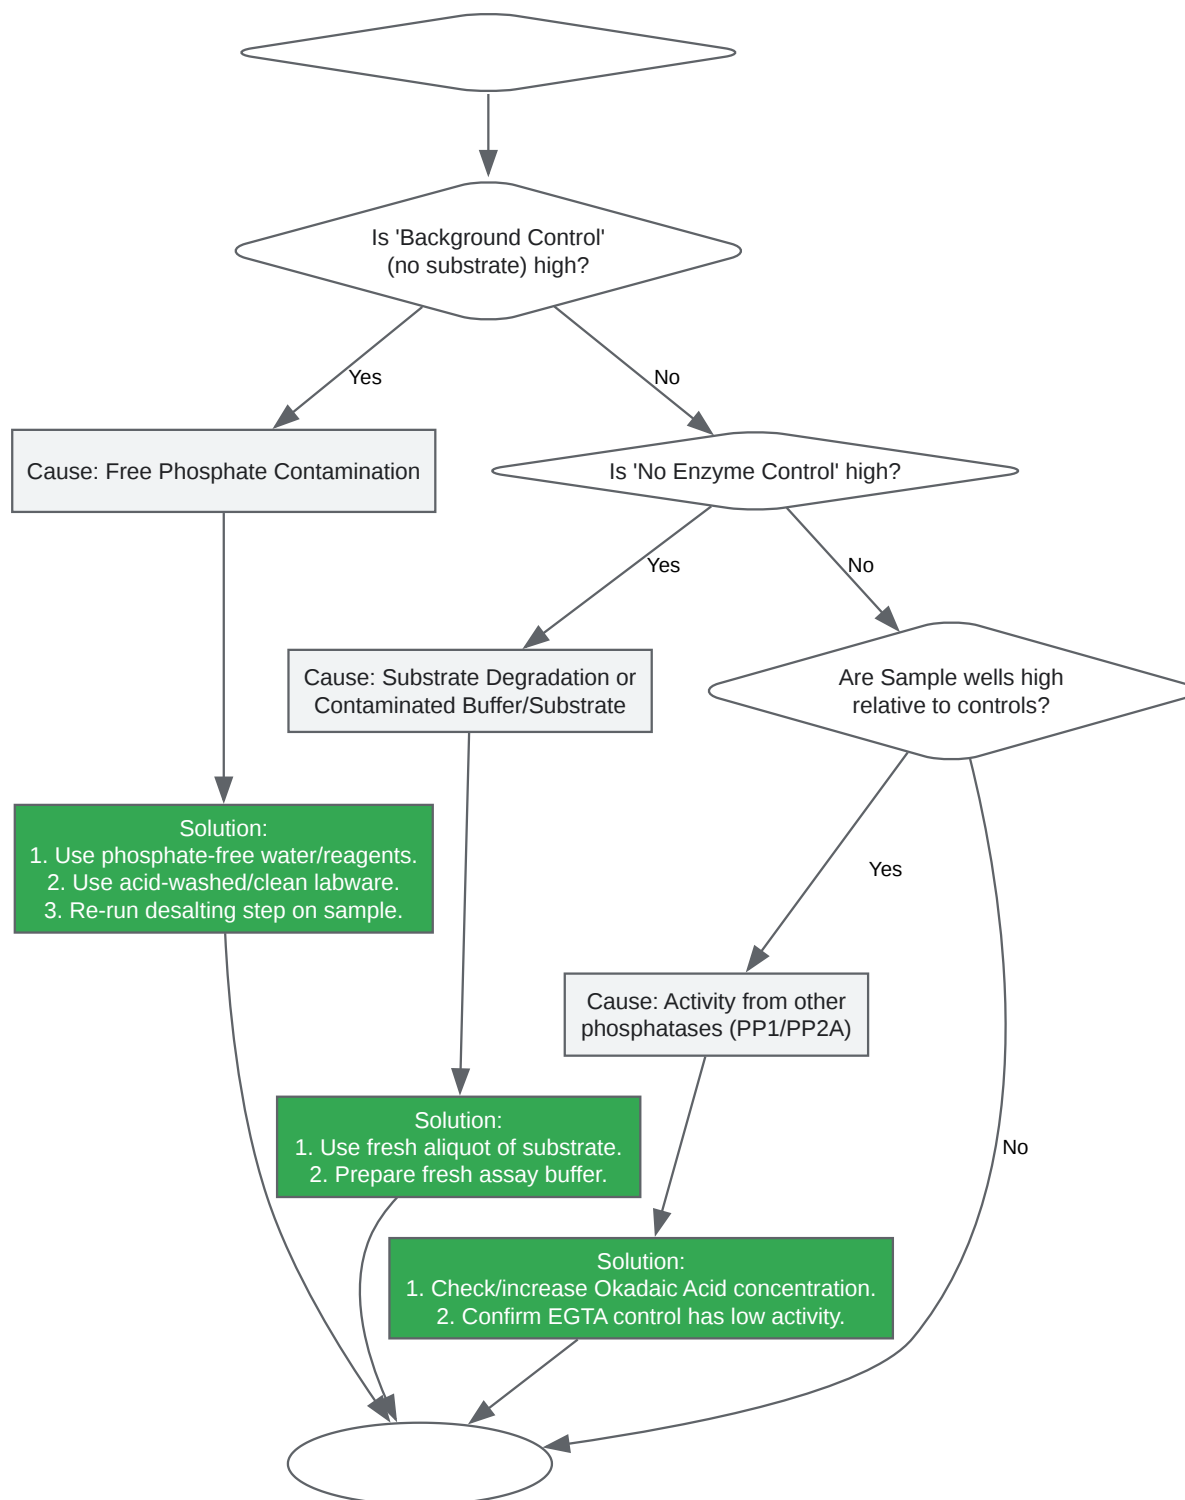 Is 'Background Control'
(no substrate) high?
Yes
No
Cause: Free Phosphate Contamination
Is 'No Enzyme Control' high?
Yes
No
Cause: Substrate Degradation or
Contaminated Buffer/Substrate
Are Sample wells high
relative to controls?
Solution:
1. Use phosphate-free water/reagents.
2. Use acid-washed/clean labware.
3. Re-run desalting step on sample.
Yes
Cause: Activity from other
phosphatases (PP1/PP2A)
Solution:
1. Use fresh aliquot of substrate.
2. Prepare fresh assay buffer.
No
Solution:
1. Check/increase Okadaic Acid concentration.
2. Confirm EGTA control has low activity.